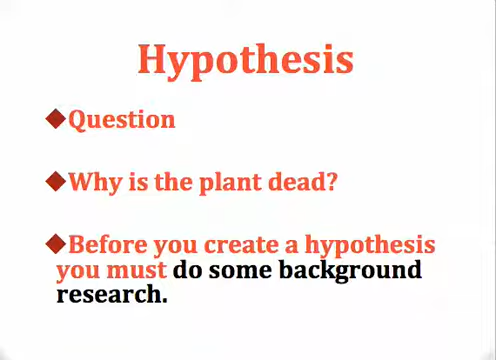 Hypothesis
Question
Why is the plant dead?
Before you create a hypothesis
you must do some background
research.